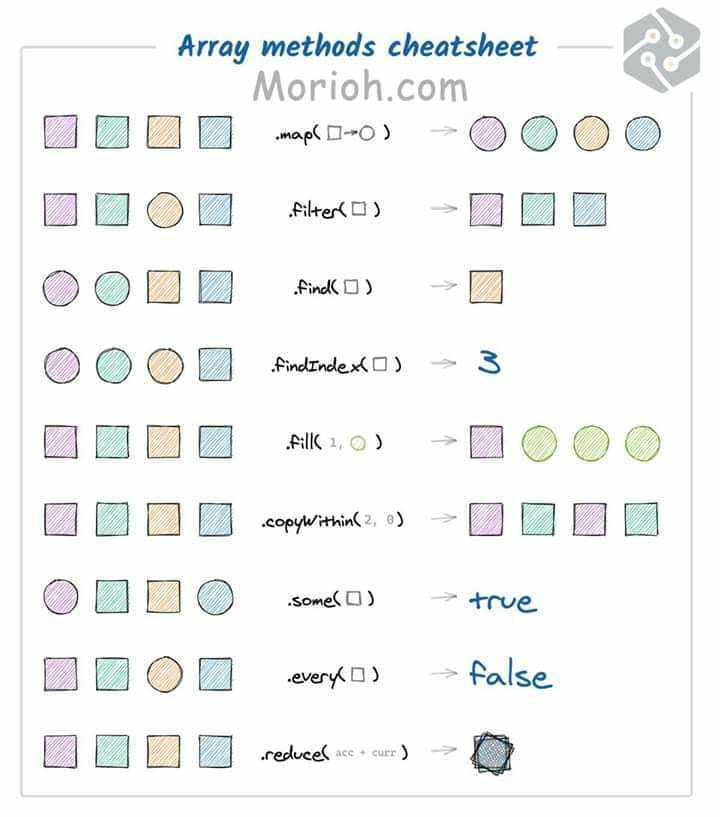 Array methods cheatsheet
Morioh.com
.map( → )
.filter( )
.find( )
.findIndex( ) → 3
.fill( 1, )
.copyWithin( 2, 0 )
.some( ) → true
.every( ) → false
.reduce( acc + curr )